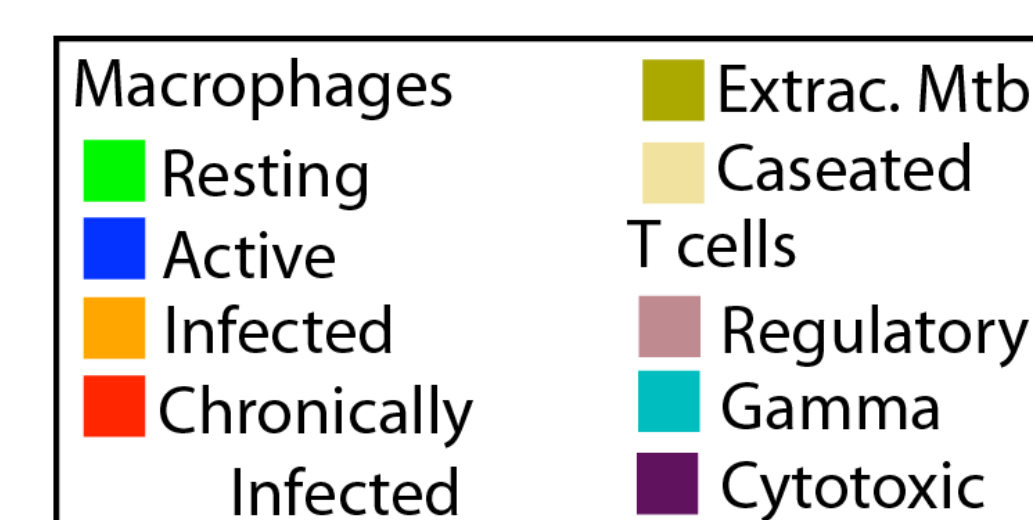 Macrophages
Resting
Active
Infected
Chronically
Infected
Extrac. Mtb
Caseated
T cells
Regulatory
Gamma
Cytotoxic